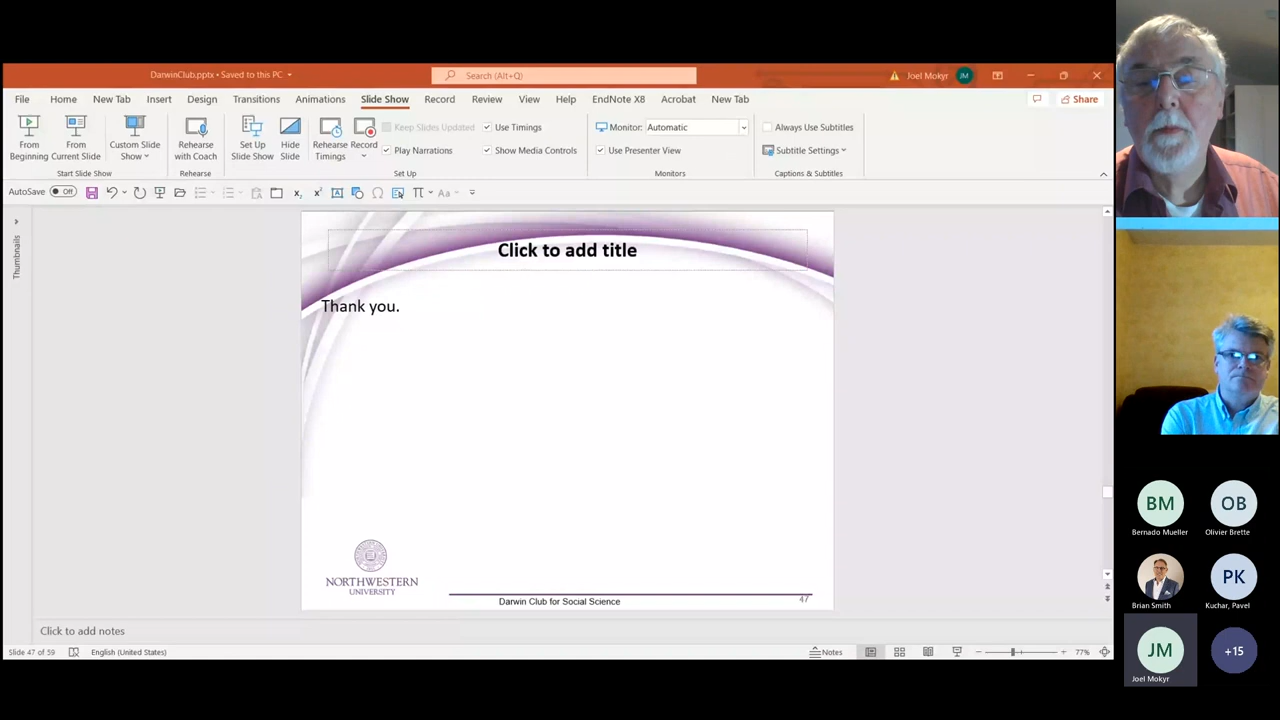 DarwinClub.pptx • Saved to this PC
Search (Alt+Q)
Joel Mokyr
JM
File
Home
New Tab
Insert
Design
Transitions
Animations
Slide Show
Record
Review
View
Help
EndNote X8
Acrobat
New Tab
Share
From
Beginning
From
Current Slide
Custom Slide
Show
Start Slide Show
Rehearse
with Coach
Rehearse
Set Up
Slide Show
Hide
Slide
Rehearse
Timings
Record
Keep Slides Updated
Play Narrations
Use Timings
Show Media Controls
Set Up
Monitor:
Automatic
Use Presenter View
Monitors
Always Use Subtitles
Subtitle Settings
Captions & Subtitles
AutoSave
Off
Aa
Thumbnails
Click to add title
Thank you.
NORTHWESTERN
UNIVERSITY
Darwin Club for Social Science
47
Click to add notes
Slide 47 of 59
English (United States)
Notes
77%
BM
Bernado Mueller
OB
Olivier Brette
Brian Smith
PK
Kuchar, Pavel
JM
Joel Mokyr
+15